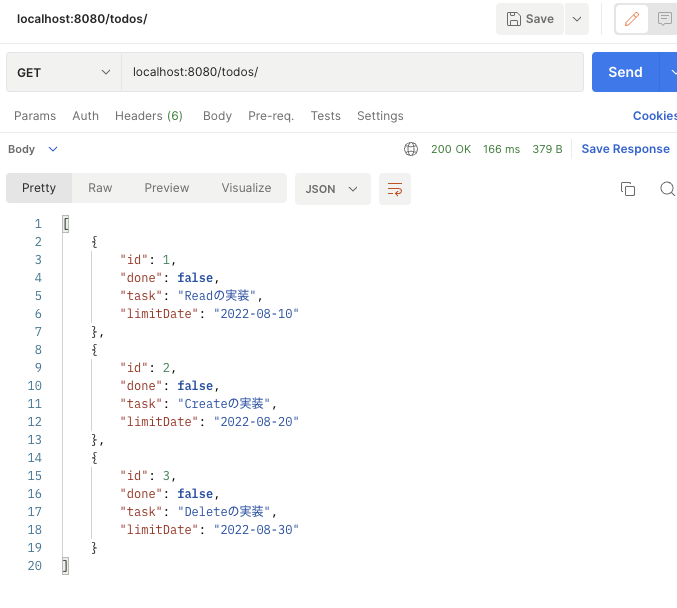 localhost:8080/todos/
Save
GET
localhost:8080/todos/
Send
Params Auth Headers (6) Body Pre-req. Tests Settings Cookies
Body 200 OK 166 ms 379 B Save Response
Pretty Raw Preview Visualize JSON
1 [
2 {
3 "id": 1,
4 "done": false,
5 "task": "Readの実装",
6 "limitDate": "2022-08-10"
7 },
8 {
9 "id": 2,
10 "done": false,
11 "task": "Createの実装",
12 "limitDate": "2022-08-20"
13 },
14 {
15 "id": 3,
16 "done": false,
17 "task": "Deleteの実装",
18 "limitDate": "2022-08-30"
19 }
20 ]